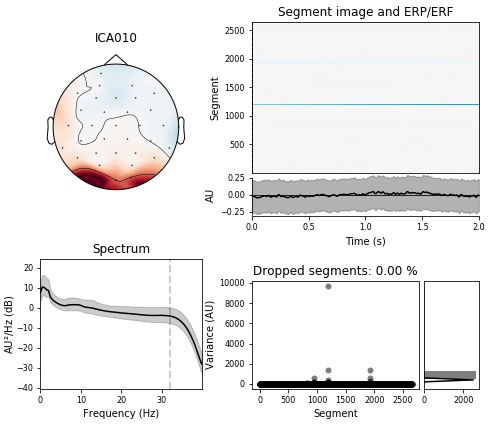 ICA010
Segment image and ERP/ERF
Segment
2500
2000
1500
1000
500
AU
0.25
0.00
−0.25
0.0 0.5 1.0 1.5 2.0
Time (s)
Spectrum
AU²/Hz (dB)
20
10
0
−10
−20
−30
−40
0 10 20 30
Frequency (Hz)
Dropped segments: 0.00 %
Variance (AU)
10000
8000
6000
4000
2000
0
0 500 1000 1500 2000 2500
Segment
0 2000